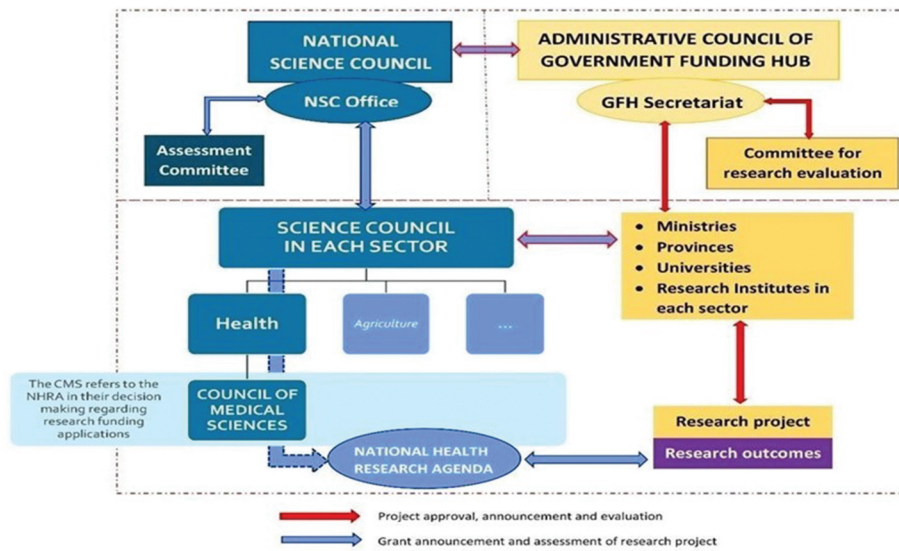 NATIONAL
SCIENCE COUNCIL
NSC Office
ADMINISTRATIVE COUNCIL OF
GOVERNMENT FUNDING HUB
GFH Secretariat
Assessment
Committee
Committee for
research evaluation
SCIENCE COUNCIL
IN EACH SECTOR
• Ministries
• Provinces
• Universities
• Research Institutes in
each sector
Health
Agriculture
...
The CMS refers to the
NHRA in their decision
making regarding
research funding
applications
COUNCIL OF
MEDICAL
SCIENCES
NATIONAL HEALTH
RESEARCH AGENDA
Research project
Research outcomes
Project approval, announcement and evaluation
Grant announcement and assessment of research project